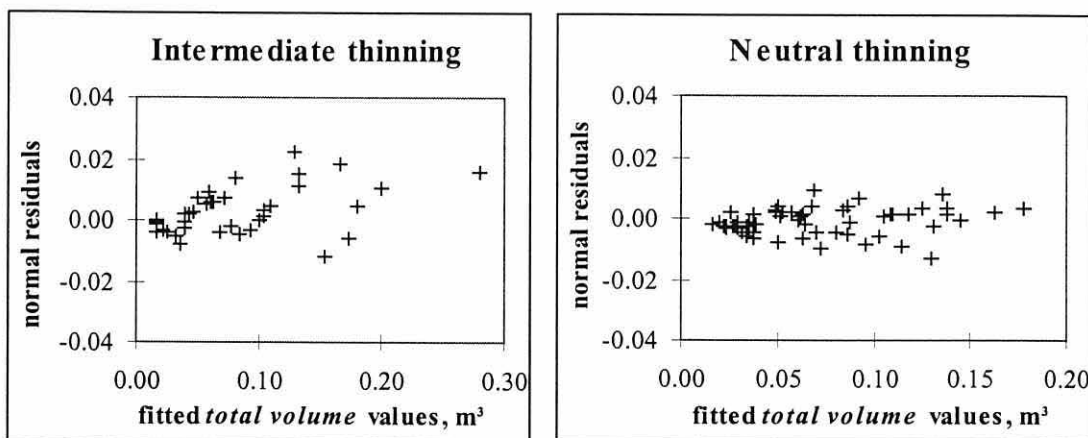 Intermediate thinning
normal residuals
0.04
0.02
0.00
-0.02
-0.04
0.00 0.10 0.20 0.30
fitted total volume values, m³
Neutral thinning
normal residuals
0.04
0.02
0.00
-0.02
-0.04
0.00 0.05 0.10 0.15 0.20
fitted total volume values, m³